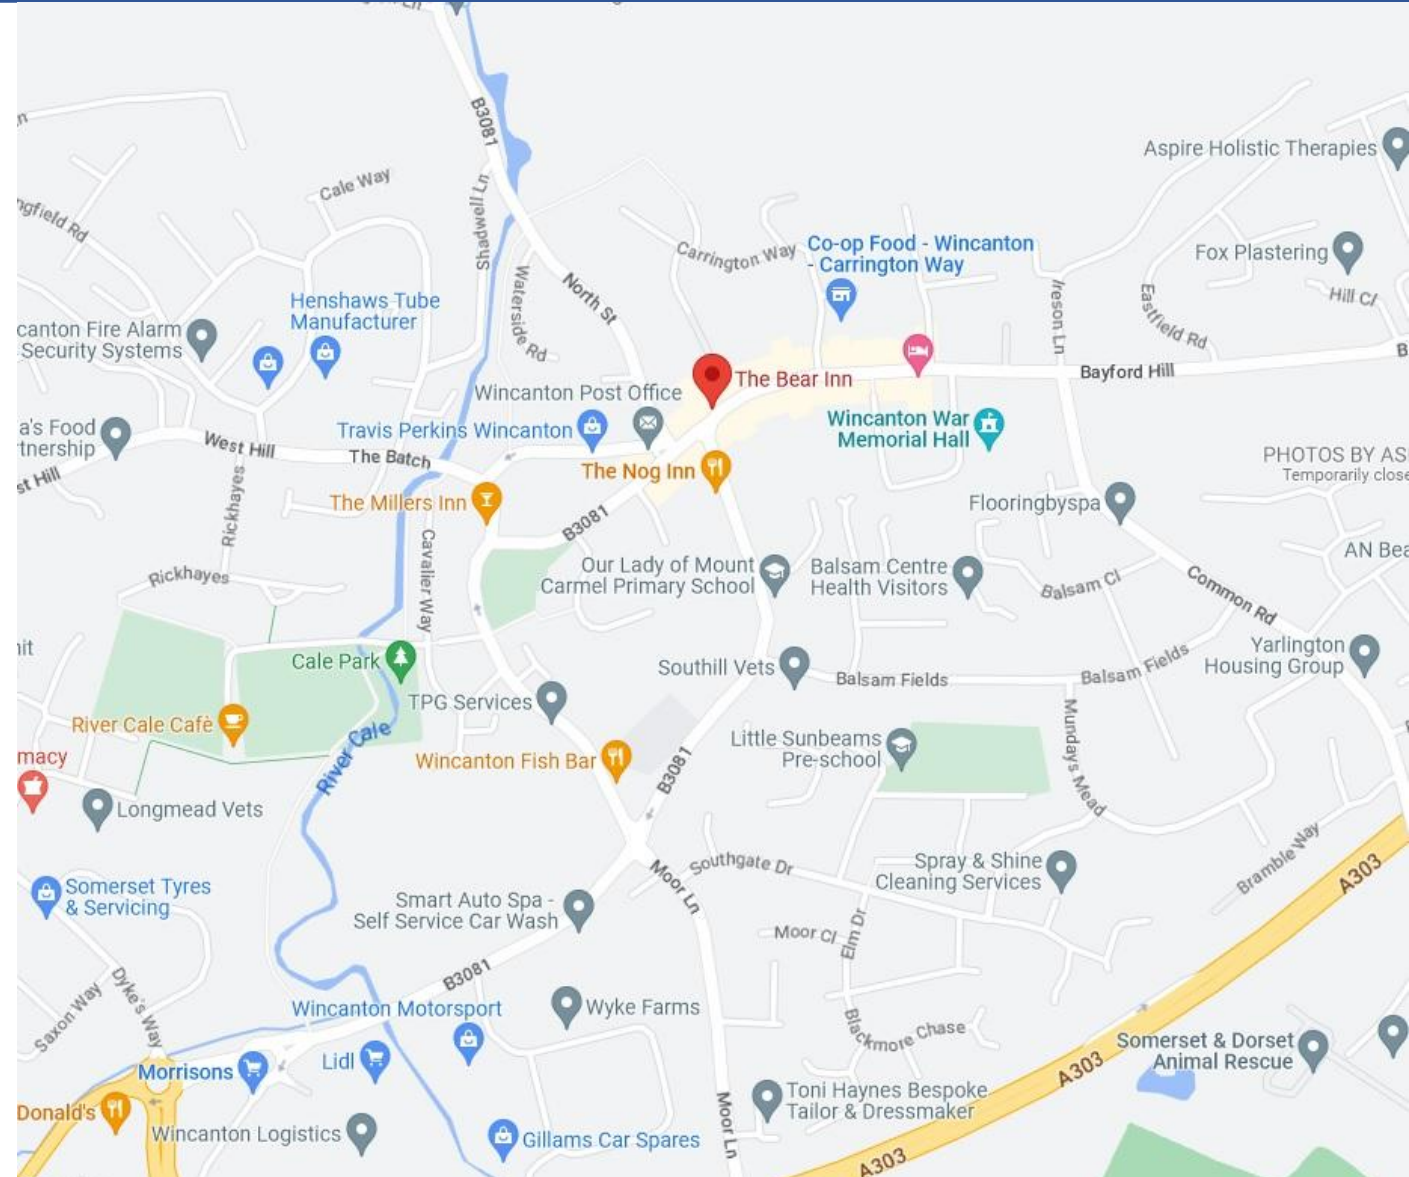 B3081
Aspire Holistic Therapies
Cale Way
ngfield Rd
Shadwell Ln
Carrington Way
Co-op Food - Wincanton
- Carrington Way
Fox Plastering
Hill Cl
Henshaws Tube
Manufacturer
Waterside Rd
North St
Ireson Ln
Eastfield Rd
canton Fire Alarm
Security Systems
The Bear Inn
Bayford Hill
B
Wincanton Post Office
Travis Perkins Wincanton
Wincanton War
Memorial Hall
a's Food
tnership
West Hill
The Batch
st Hill
The Nog Inn
PHOTOS BY AS
Temporarily close
The Millers Inn
Flooringbyspa
Rickhayes
B3081
Cavalier Way
AN Bea
Our Lady of Mount
Carmel Primary School
Balsam Centre
Health Visitors
Balsam Cl
Common Rd
Rickhayes
nit
Cale Park
Southill Vets
Balsam Fields
Balsam Fields
Yarlington
Housing Group
TPG Services
River Cale Cafè
River Cale
Wincanton Fish Bar
B3081
Little Sunbeams
Pre-school
Mundays Mead
macy
Longmead Vets
Southgate Dr
Moor Ln
Spray & Shine
Cleaning Services
Bramble Way
A303
Somerset Tyres
& Servicing
Smart Auto Spa -
Self Service Car Wash
Moor Cl
Elm Dr
B3081
Saxon Way
Dyke's Way
Wincanton Motorsport
Wyke Farms
Blackmore Chase
Somerset & Dorset
Animal Rescue
Morrisons
Lidl
A303
Donald's
Toni Haynes Bespoke
Tailor & Dressmaker
Moor Ln
Wincanton Logistics
Gillams Car Spares
A303